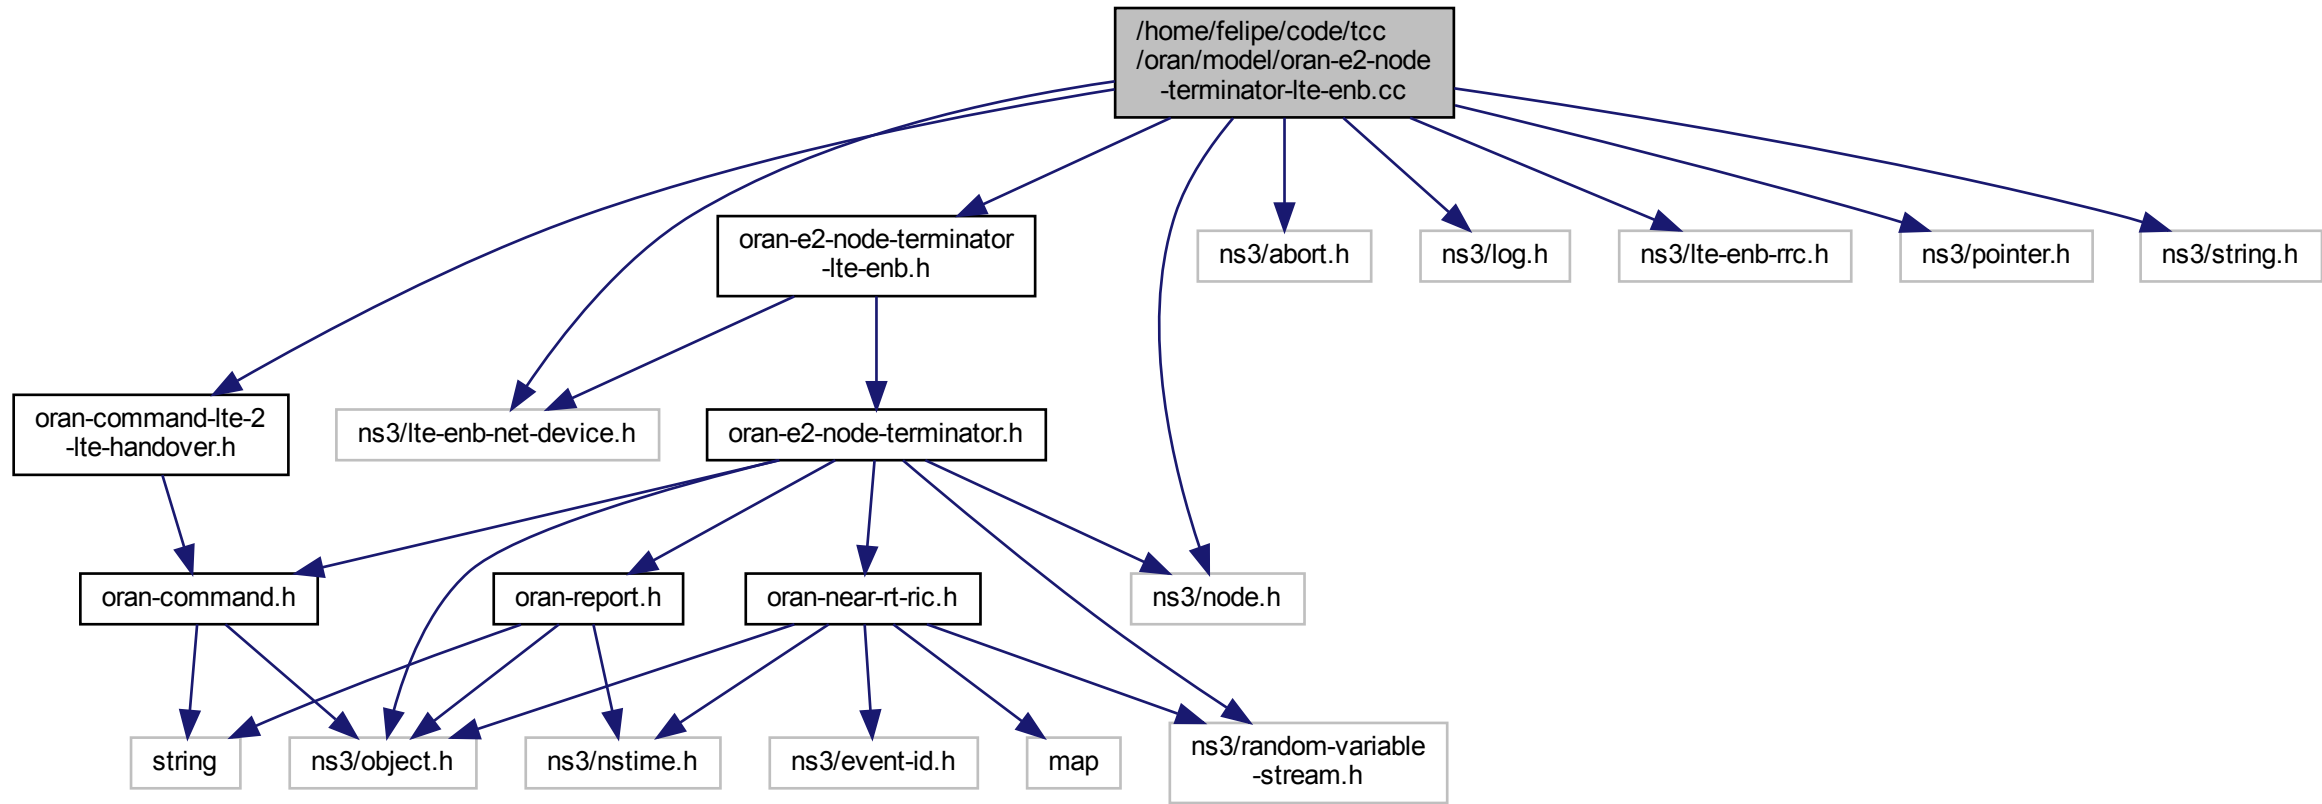 /home/felipe/code/tcc
/oran/model/oran-e2-node
-terminator-lte-enb.cc
oran-e2-node-terminator
-lte-enb.h
ns3/abort.h
ns3/log.h
ns3/lte-enb-rrc.h
ns3/pointer.h
ns3/string.h
oran-command-lte-2
-lte-handover.h
ns3/lte-enb-net-device.h
oran-e2-node-terminator.h
oran-command.h
oran-report.h
oran-near-rt-ric.h
ns3/node.h
string
ns3/object.h
ns3/nstime.h
ns3/event-id.h
map
ns3/random-variable
-stream.h